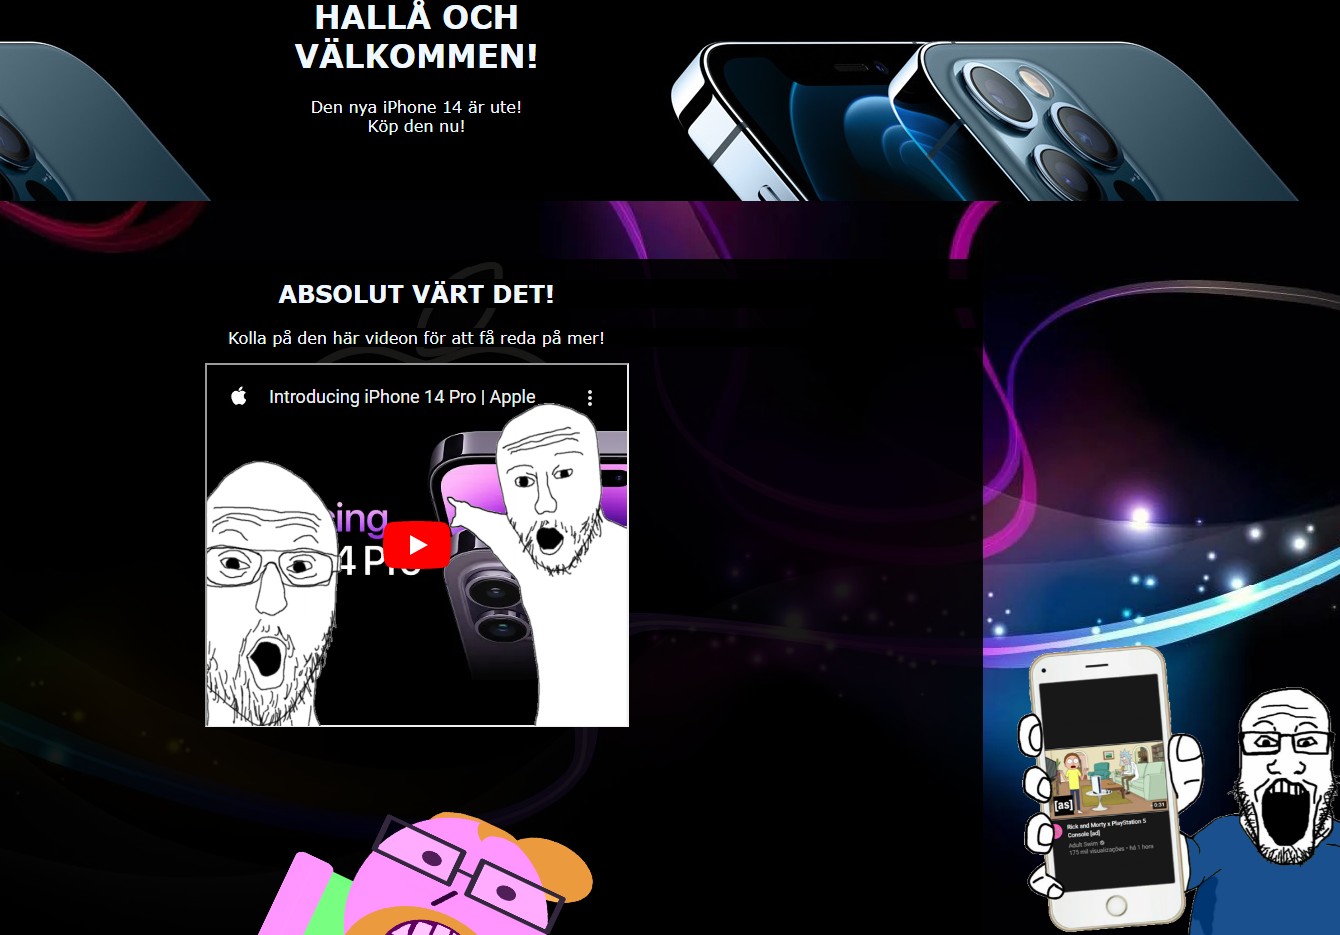 HALLÅ OCH
VÄLKOMMEN!
Den nya iPhone 14 är ute!
Köp den nu!
ABSOLUT VÄRT DET!
Kolla på den här videon för att få reda på mer!
Introducing iPhone 14 Pro | Apple
cing
4 Pro
[as]
0:31
Rick and Morty x PlayStation 5
Console [ad]
Adult Swim
175 mil visualizações • há 1 hora